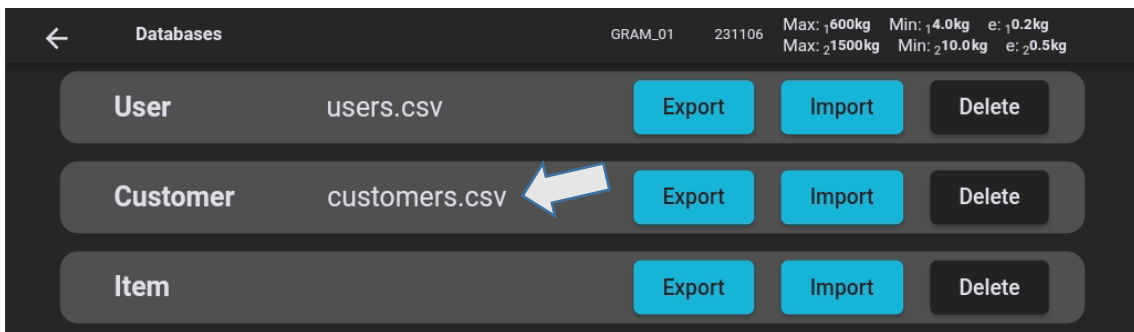 Databases GRAM_01 231106 Max: ₁600kg Min: ₁4.0kg e: ₁0.2kg
Max: ₂1500kg Min: ₂10.0kg e: ₂0.5kg
User users.csv Export Import Delete
Customer customers.csv Export Import Delete
Item Export Import Delete